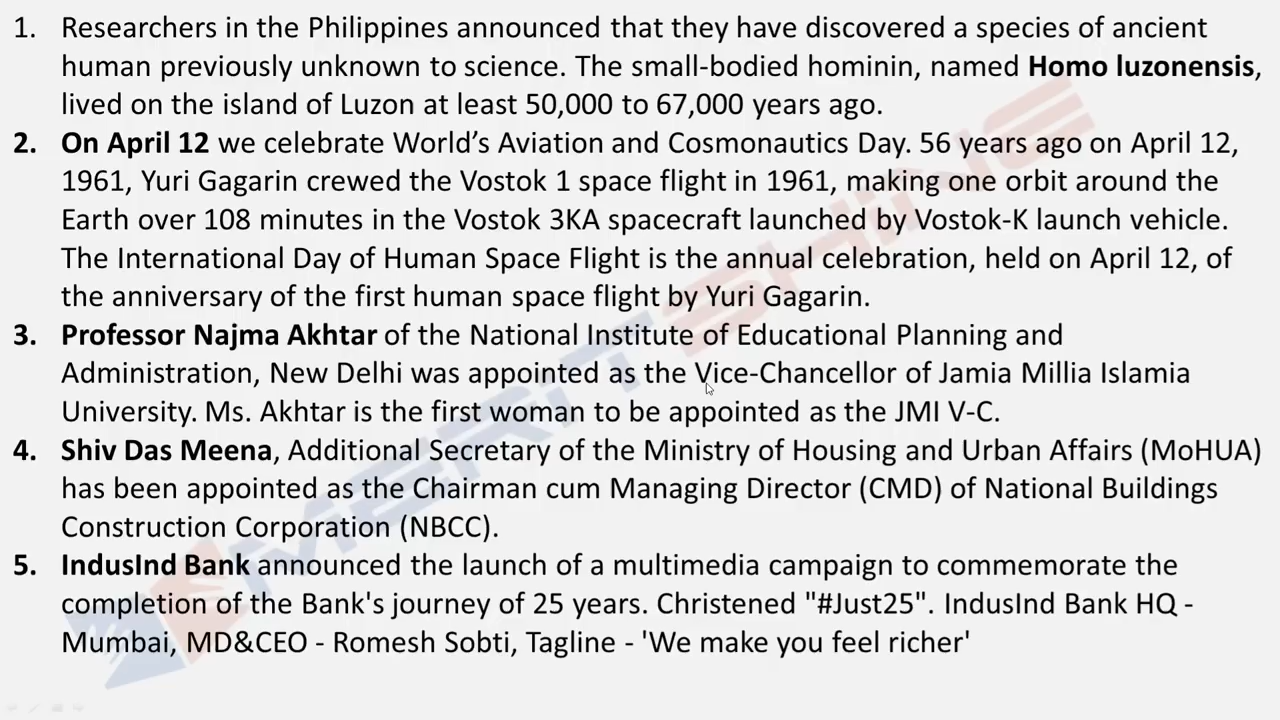 1. Researchers in the Philippines announced that they have discovered a species of ancient
human previously unknown to science. The small-bodied hominin, named Homo luzonensis,
lived on the island of Luzon at least 50,000 to 67,000 years ago.
2. On April 12 we celebrate World's Aviation and Cosmonautics Day. 56 years ago on April 12,
1961, Yuri Gagarin crewed the Vostok 1 space flight in 1961, making one orbit around the
Earth over 108 minutes in the Vostok 3KA spacecraft launched by Vostok-K launch vehicle.
The International Day of Human Space Flight is the annual celebration, held on April 12, of
the anniversary of the first human space flight by Yuri Gagarin.
3. Professor Najma Akhtar of the National Institute of Educational Planning and
Administration, New Delhi was appointed as the Vice-Chancellor of Jamia Millia Islamia
University. Ms. Akhtar is the first woman to be appointed as the JMI V-C.
4. Shiv Das Meena, Additional Secretary of the Ministry of Housing and Urban Affairs (MoHUA)
has been appointed as the Chairman cum Managing Director (CMD) of National Buildings
Construction Corporation (NBCC).
5. IndusInd Bank announced the launch of a multimedia campaign to commemorate the
completion of the Bank's journey of 25 years. Christened "#Just25". IndusInd Bank HQ -
Mumbai, MD&CEO - Romesh Sobti, Tagline - 'We make you feel richer'
MERIT SHINE